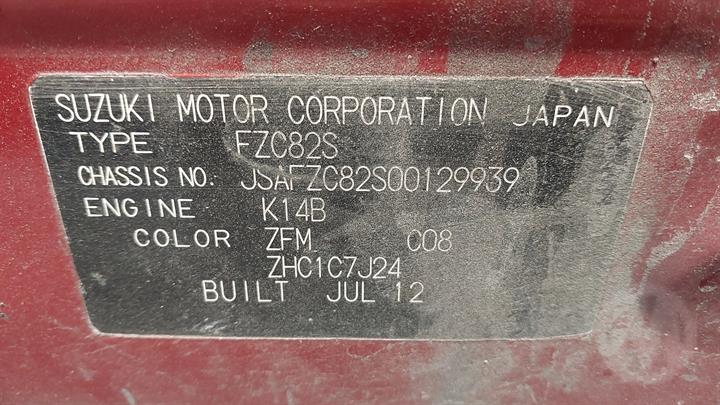 SUZUKI MOTOR CORPORATION JAPAN
TYPE FZC82S
CHASSIS NO. JSAFZC82S00129939
ENGINE K14B
COLOR ZFM C08
ZHC1C7J24
BUILT JUL 12